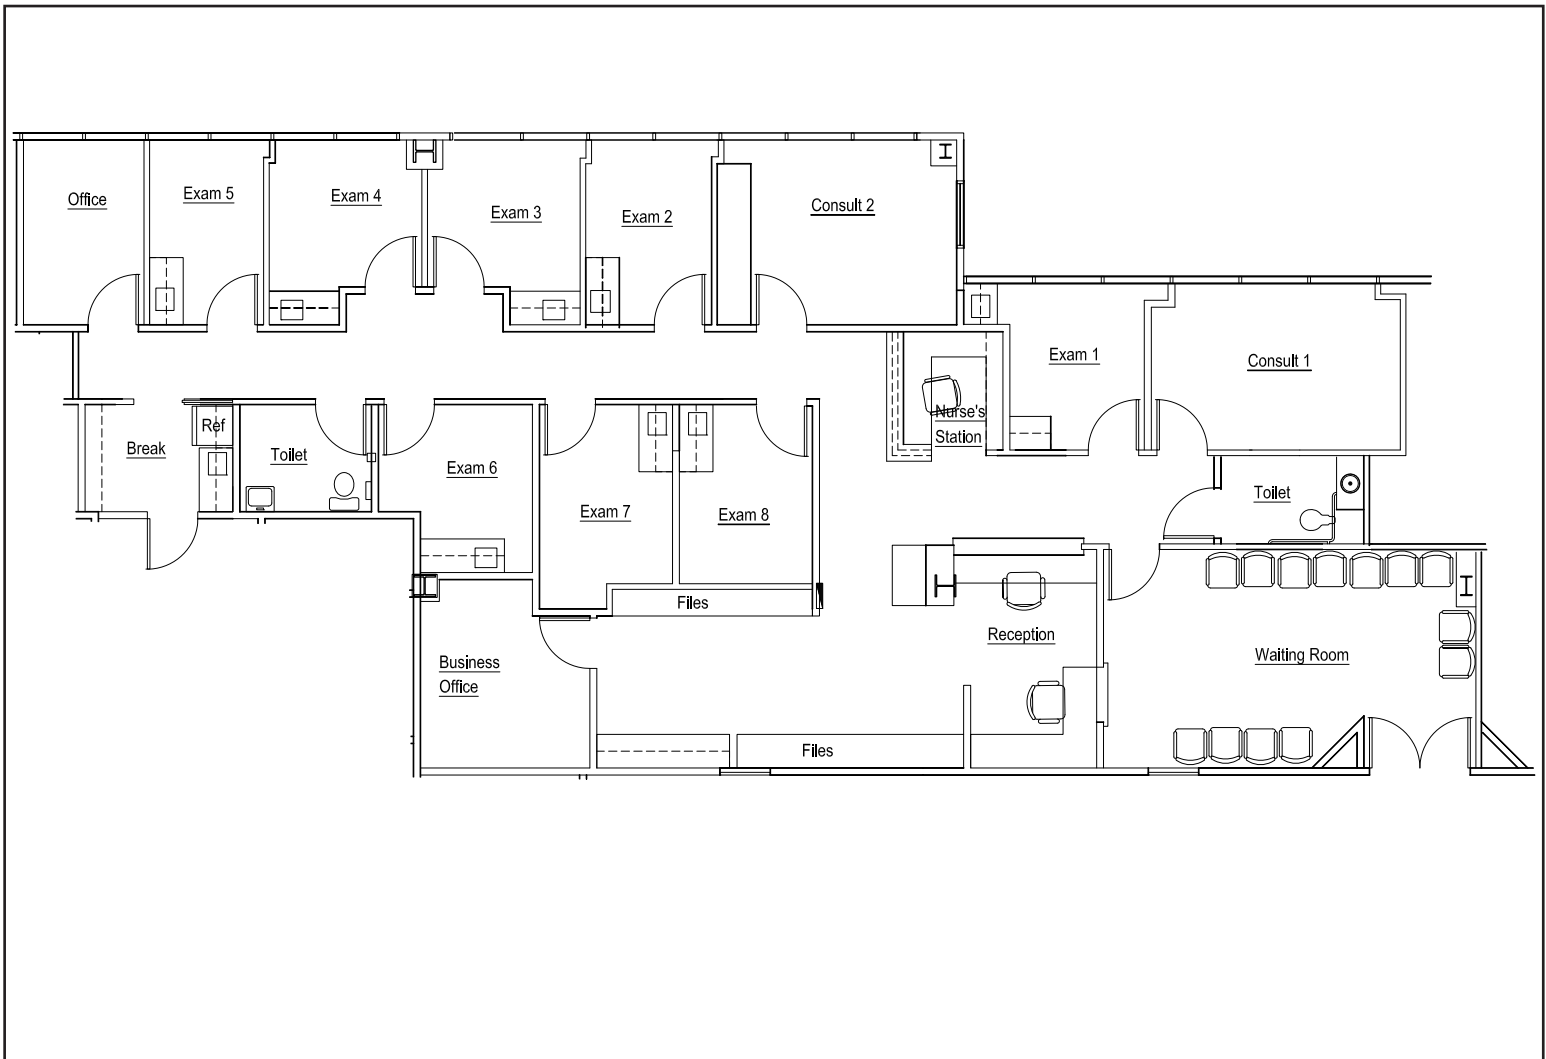 Office
Exam 5
Exam 4
Exam 3
Exam 2
Consult 2
Exam 1
Consult 1
Nurse's
Station
Ref
Break
Toilet
Exam 6
Exam 7
Exam 8
Toilet
Files
Reception
Waiting Room
Business
Office
Files